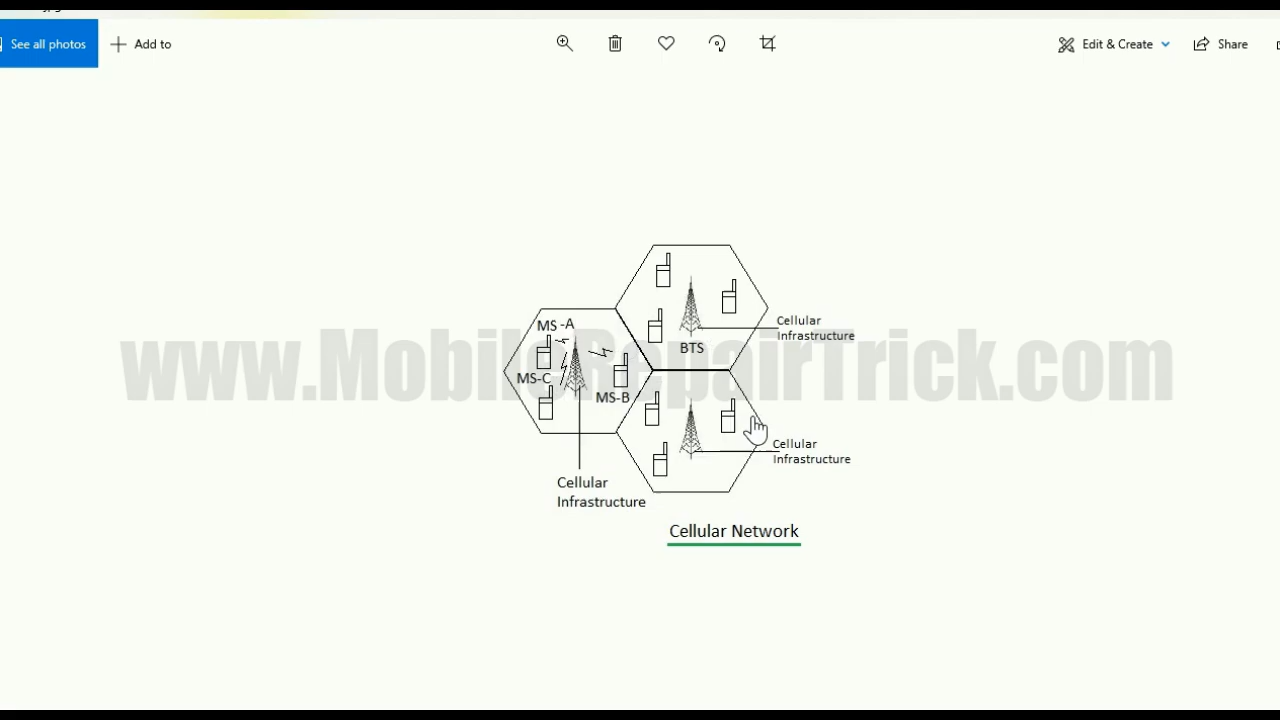 See all photos
Add to
Edit & Create
Share
www.MobileRepairTrick.com
MS -A
MS-C
MS-B
BTS
Cellular
Infrastructure
Cellular
Infrastructure
Cellular
Infrastructure
Cellular Network